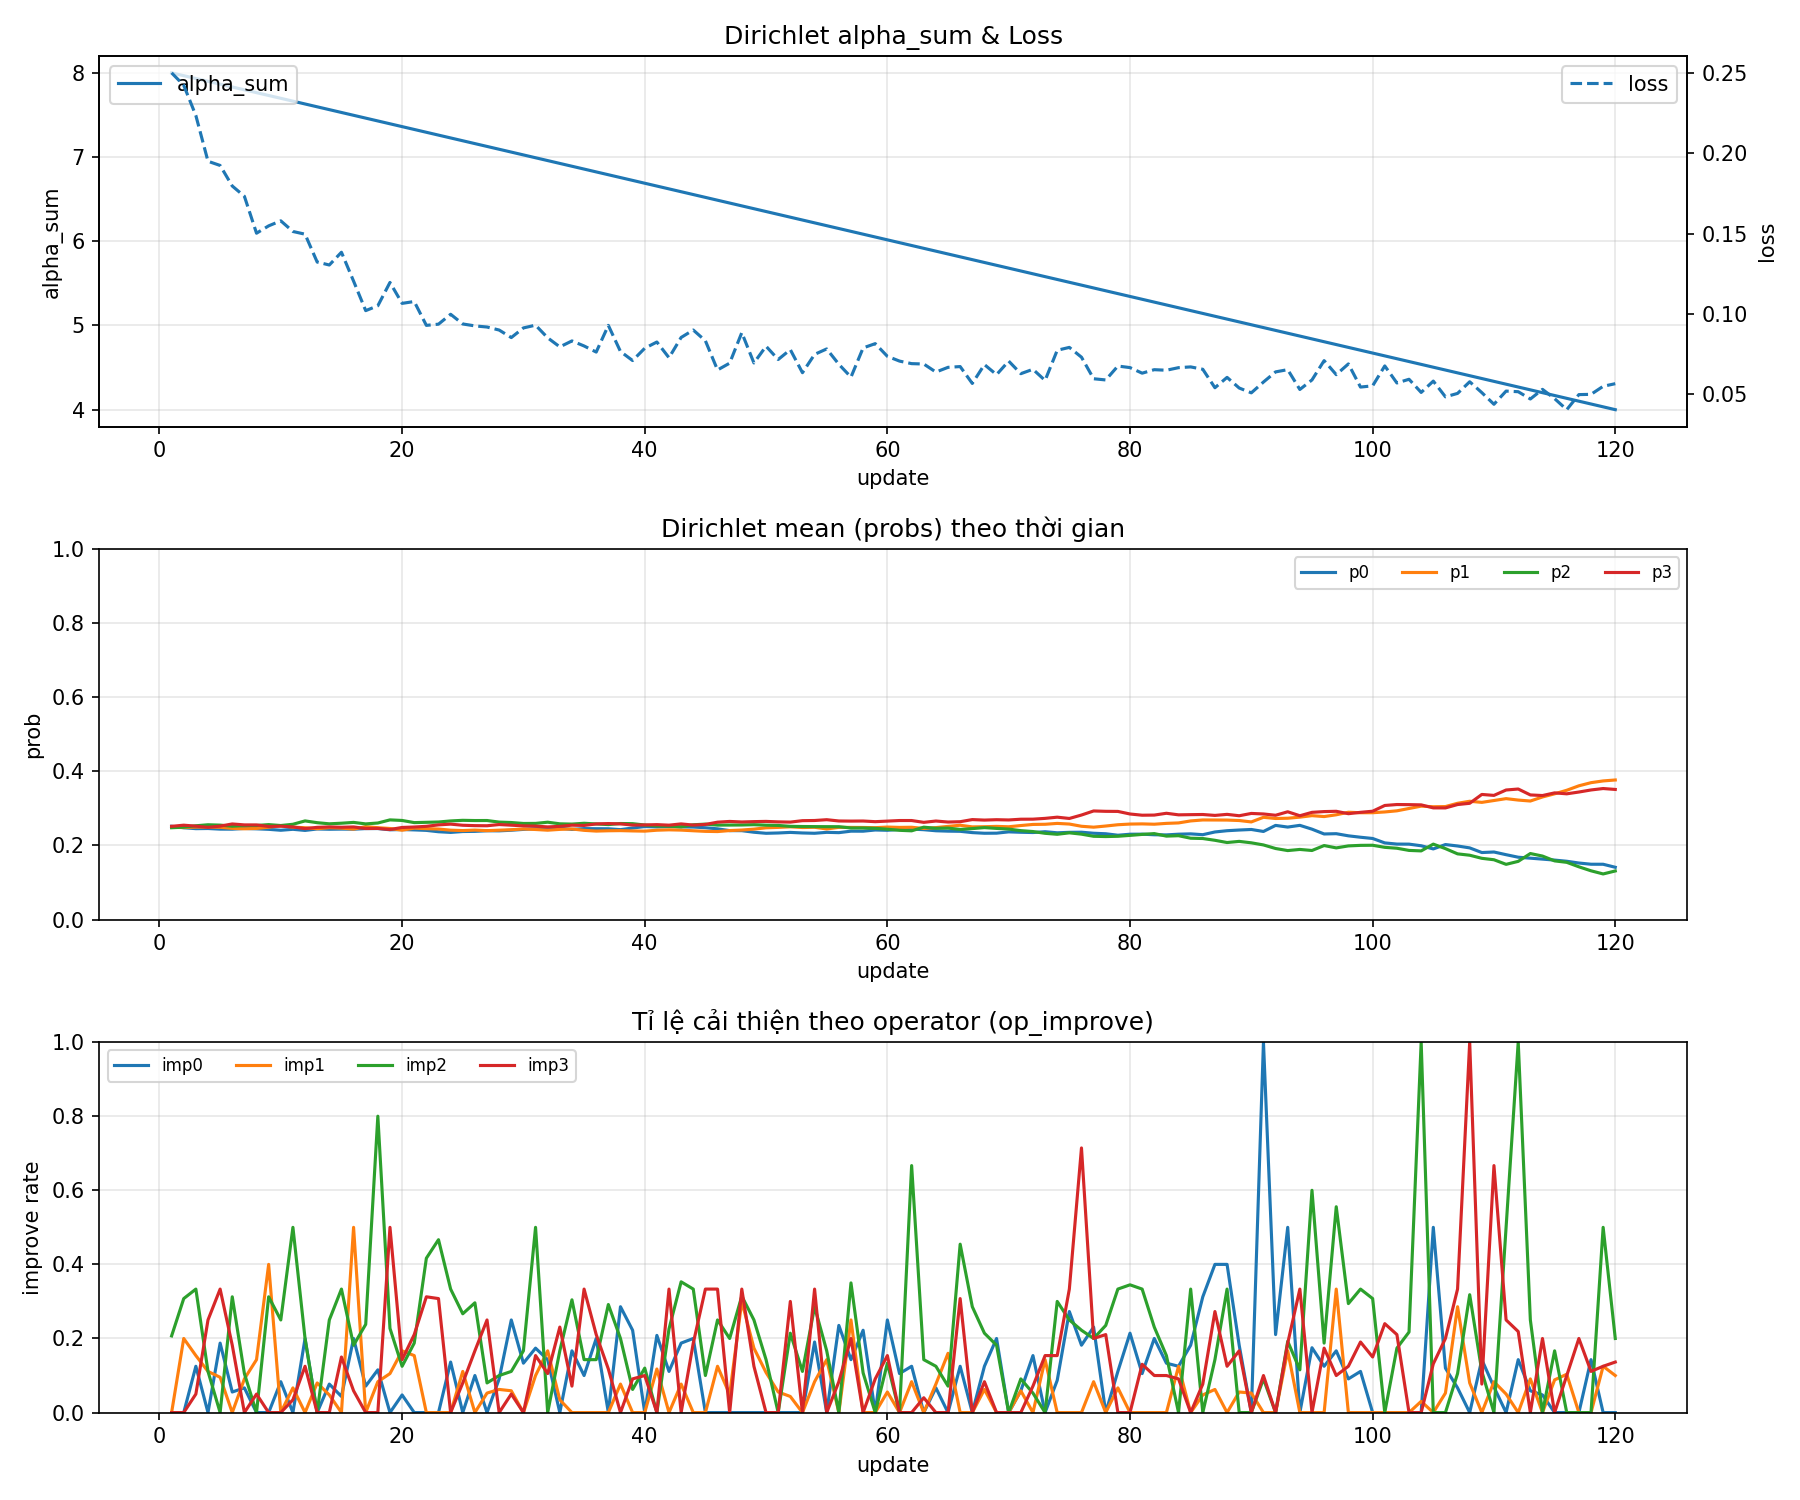 Dirichlet alpha_sum & Loss
alpha_sum
loss
8
7
6
5
4
0.25
0.20
0.15
0.10
0.05
alpha_sum
loss
0 20 40 60 80 100 120
update
Dirichlet mean (probs) theo thời gian
p0 p1 p2 p3
1.0
0.8
0.6
0.4
0.2
0.0
prob
0 20 40 60 80 100 120
update
Tỉ lệ cải thiện theo operator (op_improve)
imp0 imp1 imp2 imp3
1.0
0.8
0.6
0.4
0.2
0.0
improve rate
0 20 40 60 80 100 120
update